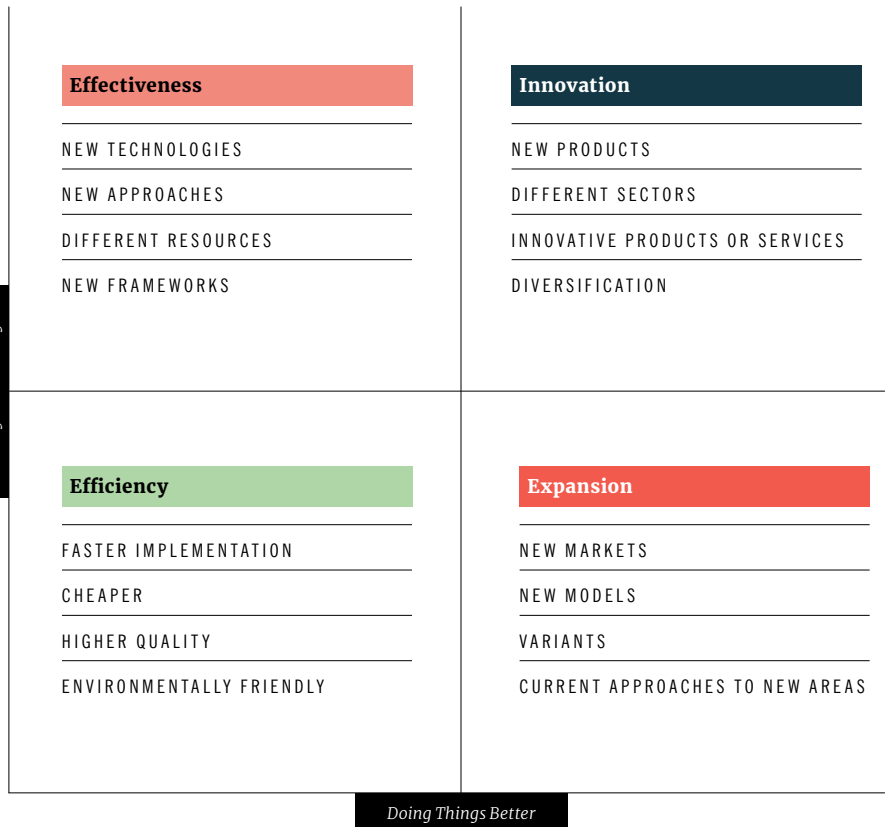 Effectiveness
NEW TECHNOLOGIES
NEW APPROACHES
DIFFERENT RESOURCES
NEW FRAMEWORKS
Innovation
NEW PRODUCTS
DIFFERENT SECTORS
INNOVATIVE PRODUCTS OR SERVICES
DIVERSIFICATION
Efficiency
FASTER IMPLEMENTATION
CHEAPER
HIGHER QUALITY
ENVIRONMENTALLY FRIENDLY
Expansion
NEW MARKETS
NEW MODELS
VARIANTS
CURRENT APPROACHES TO NEW AREAS
Doing Things Better